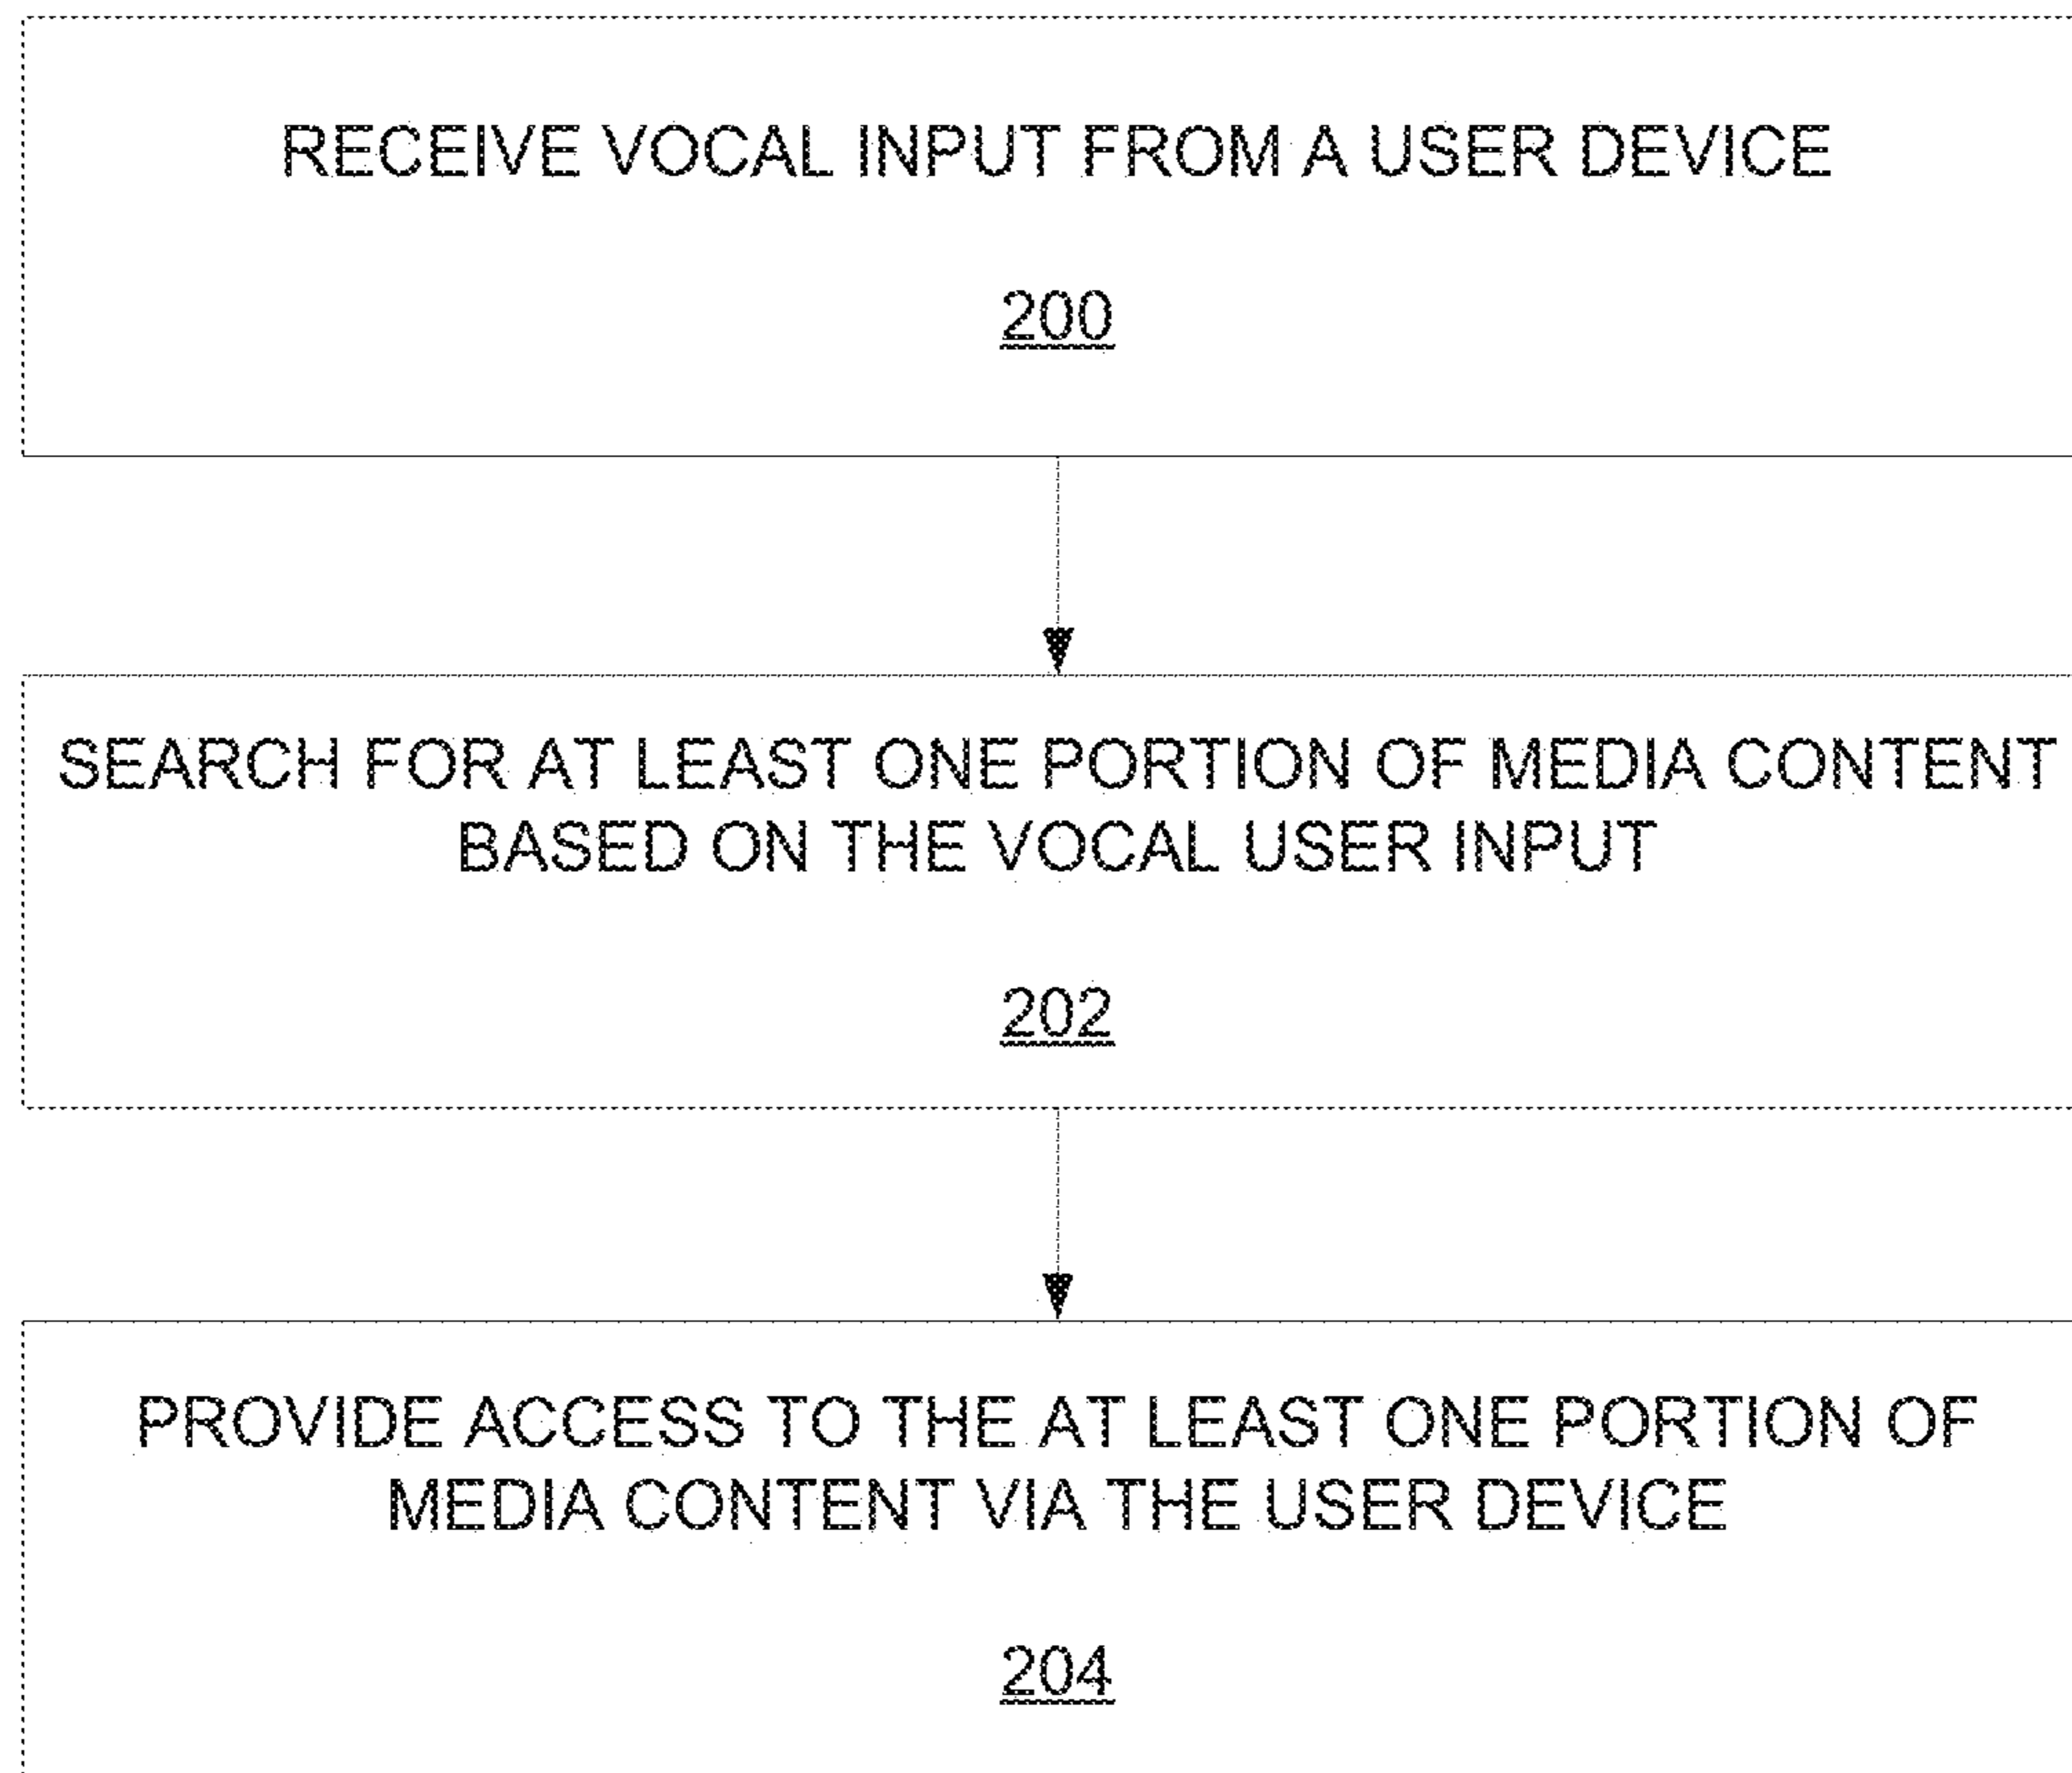 RECEIVE VOCAL INPUT FROM A USER DEVICE
200
SEARCH FOR AT LEAST ONE PORTION OF MEDIA CONTENT
BASED ON THE VOCAL USER INPUT
202
PROVIDE ACCESS TO THE AT LEAST ONE PORTION OF
MEDIA CONTENT VIA THE USER DEVICE
204